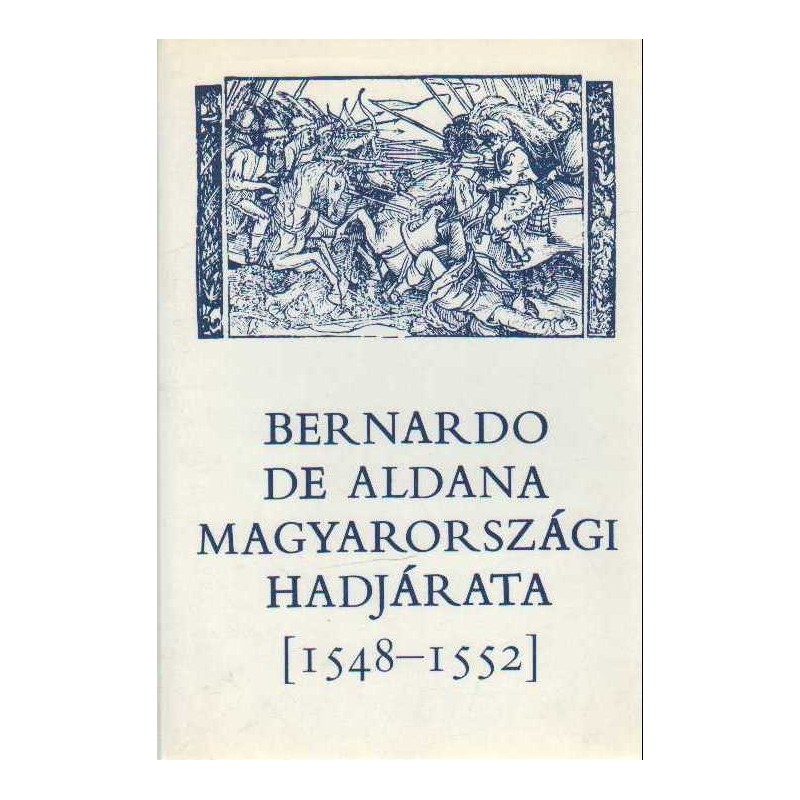 BERNARDO
DE ALDANA
MAGYARORSZÁGI
HADJÁRATA
[1548–1552]